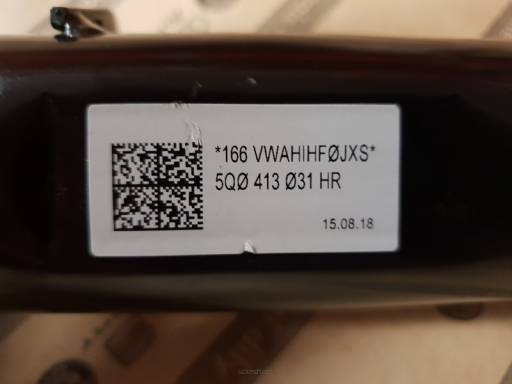 *166 VWAHIHFØJXS*
5QØ 413 Ø31 HR
15.08.18